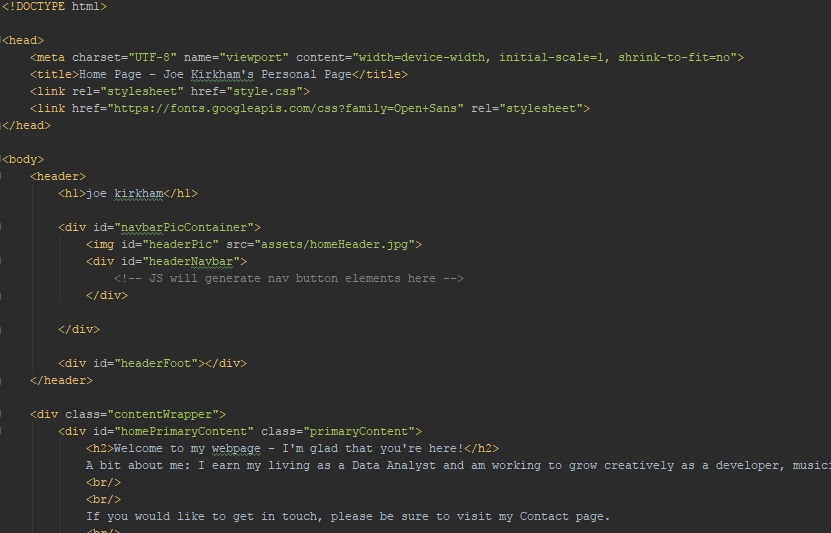 <!DOCTYPE html>
<head>
<meta charset="UTF-8" name="viewport" content="width=device-width, initial-scale=1, shrink-to-fit=no">
<title>Home Page - Joe Kirkham's Personal Page</title>
<link rel="stylesheet" href="style.css">
<link href="https://fonts.googleapis.com/css?family=Open+Sans" rel="stylesheet">
</head>
<body>
<header>
<h1>joe kirkham</h1>
<div id="navbarPicContainer">
<img id="headerPic" src="assets/homeHeader.jpg">
<div id="headerNavbar">
<!-- JS will generate nav button elements here -->
</div>
</div>
<div id="headerFoot"></div>
</header>
<div class="contentWrapper">
<div id="homePrimaryContent" class="primaryContent">
<h2>Welcome to my webpage - I'm glad that you're here!</h2>
A bit about me: I earn my living as a Data Analyst and am working to grow creatively as a developer,
<br/>
<br/>
If you would like to get in touch, please be sure to visit my Contact page.
<br/>